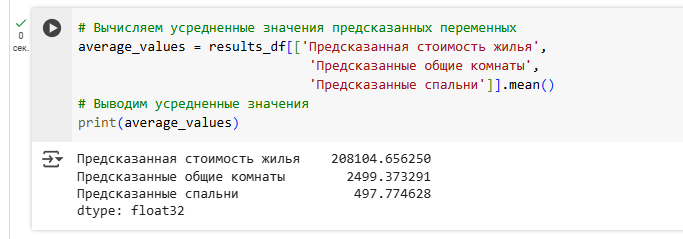 0
сек.
# Вычисляем усредненные значения предсказанных переменных
average_values = results_df[['Предсказанная стоимость жилья',
'Предсказанные общие комнаты',
'Предсказанные спальни']].mean()
# Выводим усредненные значения
print(average_values)
Предсказанная стоимость жилья 208104.656250
Предсказанные общие комнаты 2499.373291
Предсказанные спальни 497.774628
dtype: float32